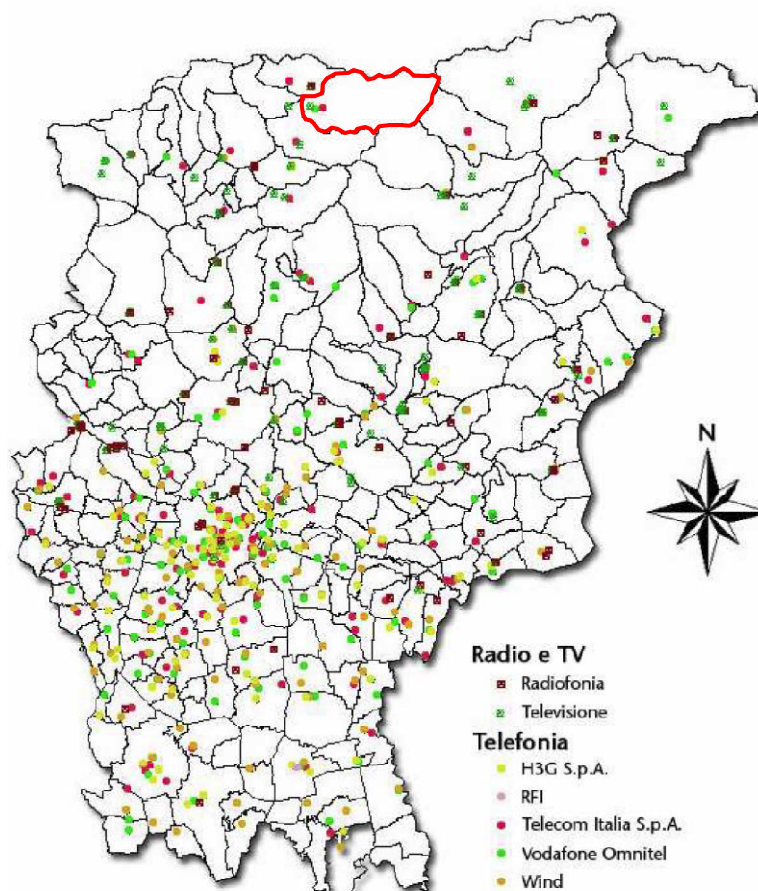 N
Radio e TV
Radiofonia
Televisione
Telefonia
H3G S.p.A.
RFI
Telecom Italia S.p.A.
Vodafone Omnitel
Wind